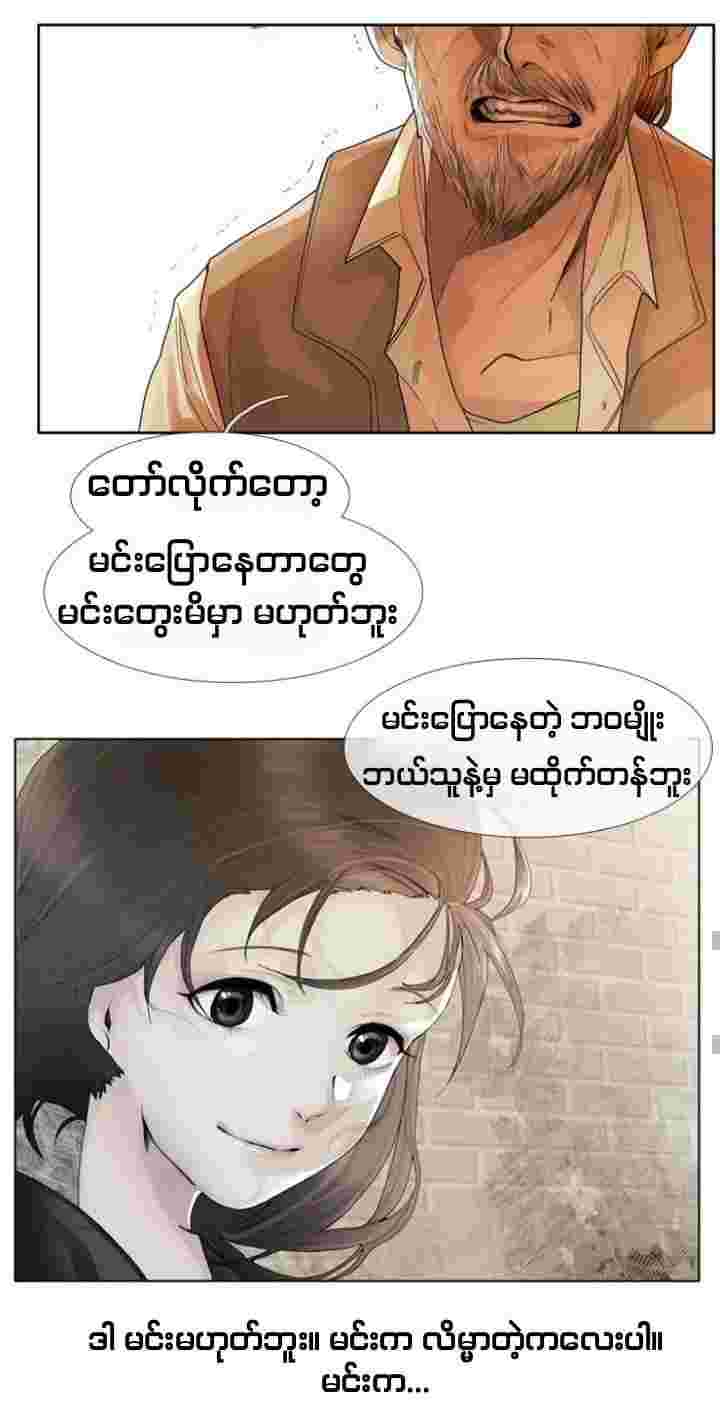 တော်လိုက်တော့
မင်းပြောနေတာတွေ
မင်းတွေးမိမှာ မဟုတ်ဘူး
မင်းပြောနေတဲ့ ဘဝမျိုး
ဘယ်သူနဲ့မှ မထိုက်တန်ဘူး
ဒါ မင်းမဟုတ်ဘူး။ မင်းက လိမ္မာတဲ့ကလေးပါ။
မင်းက...